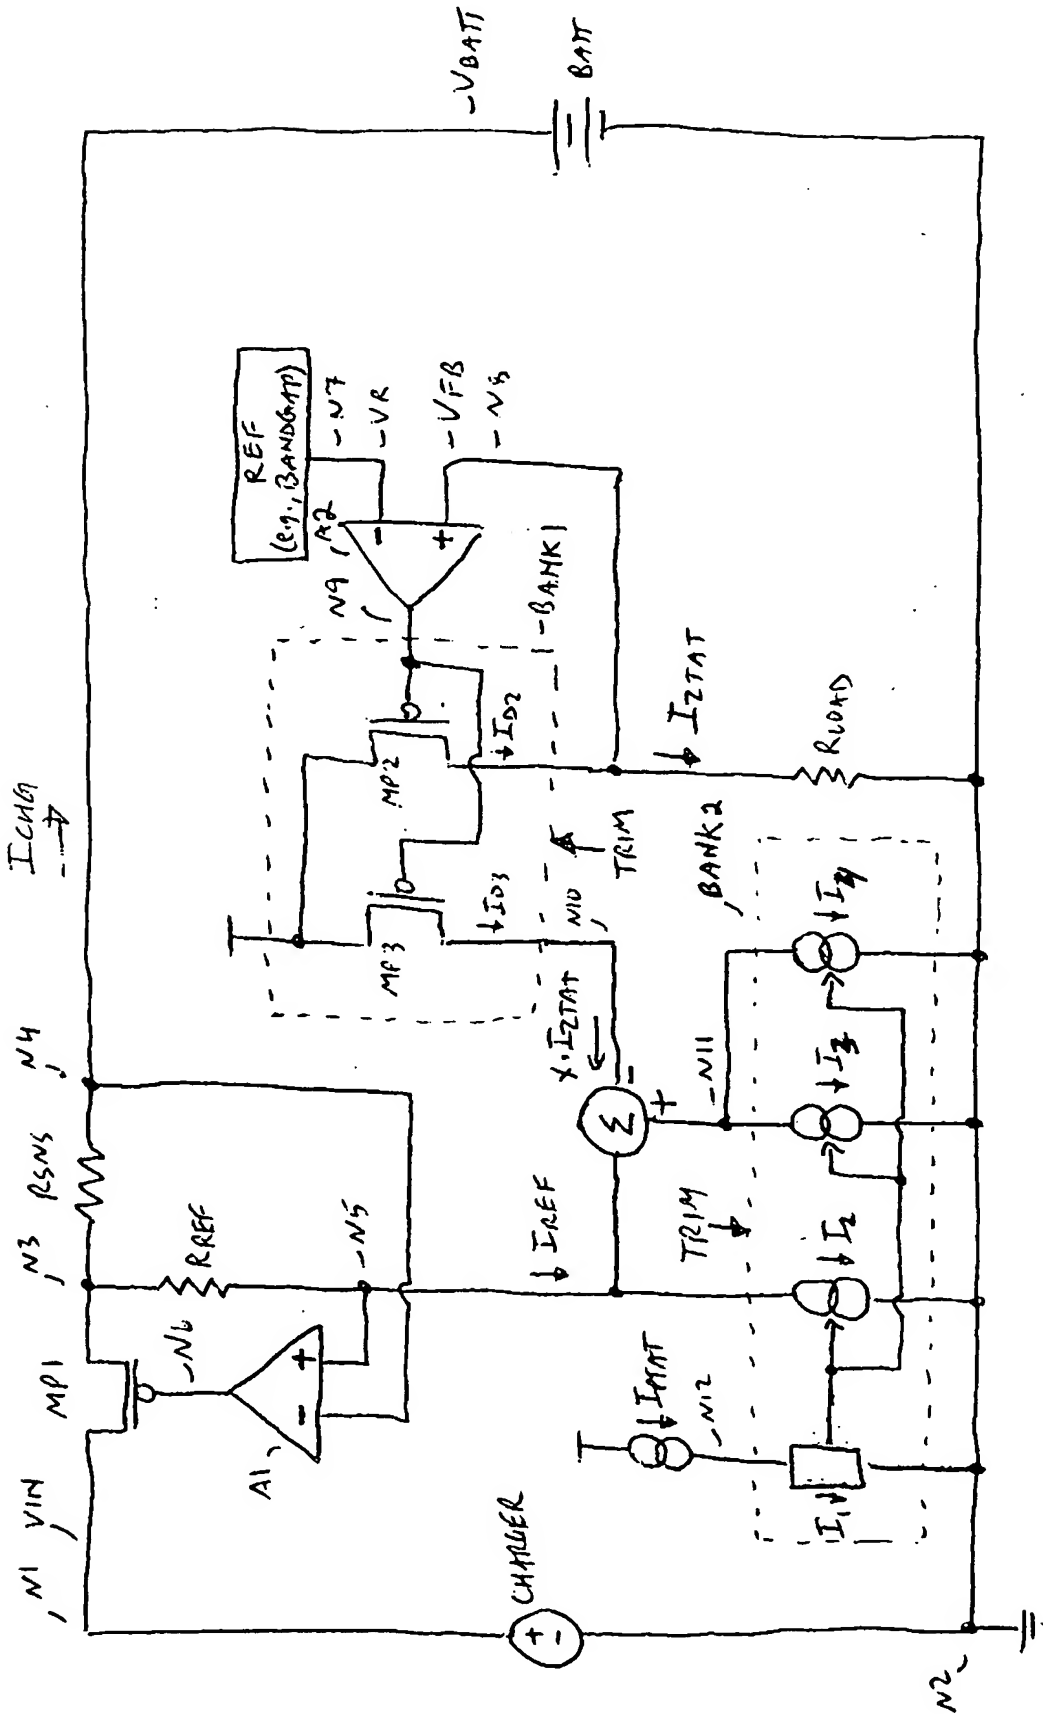 N1
VIN
MP1
N3
RSNS
N4
ICHG
-VBATT
BATT
-N6
RREF
-N5
A1
+
-
REF
(e.g., BANDGAP)
-N7
-VR
A2
N9
-
+
-VFB
-N8
-BANK1
MP2
ID2
MP3
ID3
TRIM
N10
X·IZTAT
IZTAT
RLOAD
IREF
Σ
-
+
-N11
BANK2
TRIM
CHARGER
+
-
IPTAT
-N12
I1
I2
I3
I4
N2